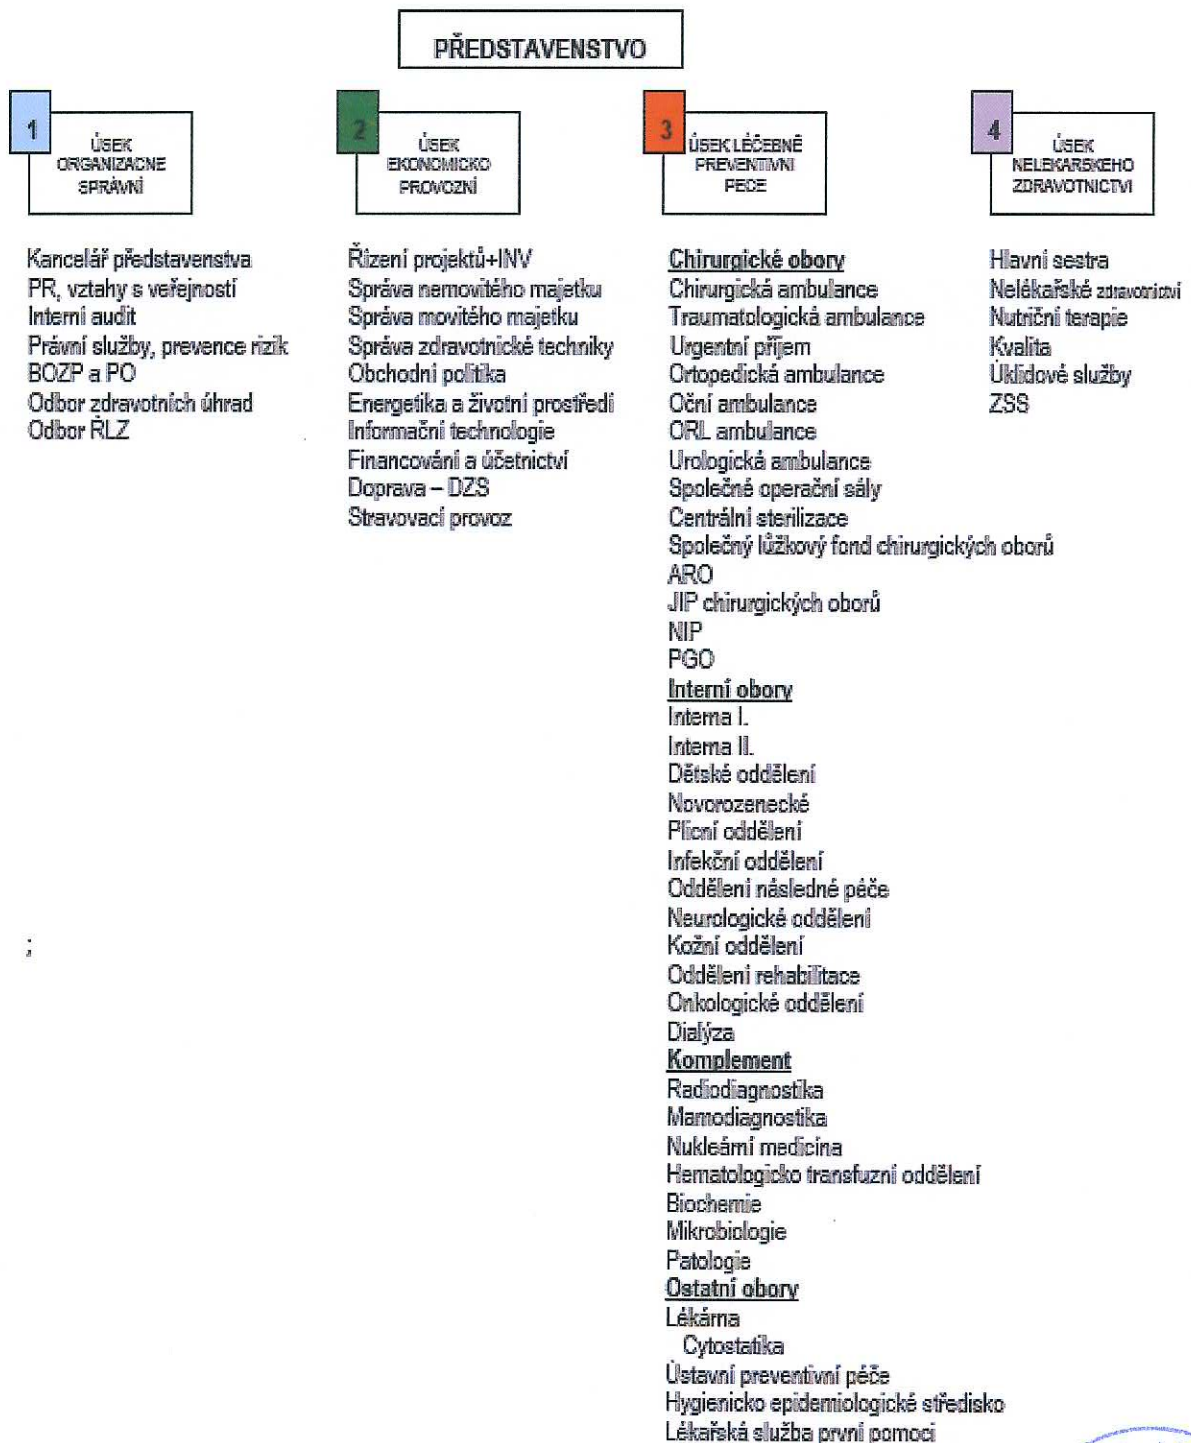 PŘEDSTAVENSTVO
1
ÚSEK
ORGANIZAČNE
SPRÁVNÍ
Kancelář představenstva
PR, vztahy s veřejností
Interní audit
Právní služby, prevence rizik
BOZP a PO
Odbor zdravotních úhrad
Odbor ŘLZ
2
ÚSEK
EKONOMICKO
PROVOZNÍ
Řízení projektů+INV
Správa nemovitého majetku
Správa movitého majetku
Správa zdravotnické techniky
Obchodní politika
Energetika a životní prostředí
Informační technologie
Financování a účetnictví
Doprava – DZS
Stravovací provoz
3
ÚSEK LÉČEBNĚ
PREVENTIVNÍ
PÉČE
Chirurgické obory
Chirurgická ambulance
Traumatologická ambulance
Urgentní příjem
Ortopedická ambulance
Oční ambulance
ORL ambulance
Urologická ambulance
Společné operační sály
Centrální sterilizace
Společný lůžkový fond chirurgických oborů
ARO
JIP chirurgických oborů
NIP
PGO
Interní obory
Interna I.
Interna II.
Dětské oddělení
Novorozenecké
Plicní oddělení
Infekční oddělení
Oddělení následné péče
Neurologické oddělení
Kožní oddělení
Oddělení rehabilitace
Onkologické oddělení
Dialýza
Komplement
Radiodiagnostika
Mamodiagnostika
Nukleární medicína
Hematologicko transfuzní oddělení
Biochemie
Mikrobiologie
Patologie
Ostatní obory
Lékárna
Cytostatika
Ústavní preventivní péče
Hygienicko epidemiologické středisko
Lékařská služba první pomoci
4
ÚSEK
NELÉKAŘSKÉHO
ZDRAVOTNICTVÍ
Hlavní sestra
Nelékařské zdravotnictví
Nutriční terapie
Kvalita
Úklidové služby
ZSS
;